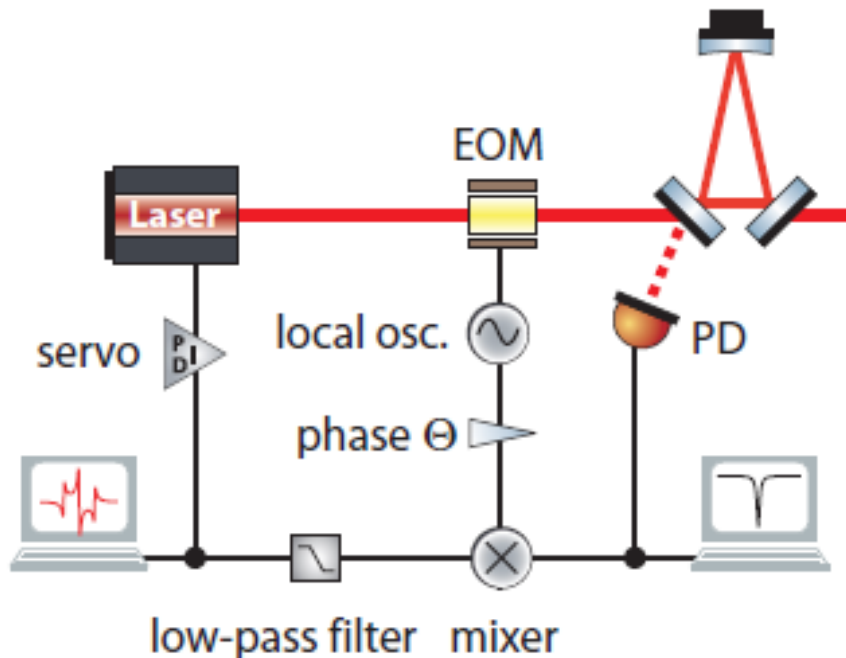 EOM
Laser
servo
P
I
D
local osc.
PD
phase Θ
low-pass filter
mixer